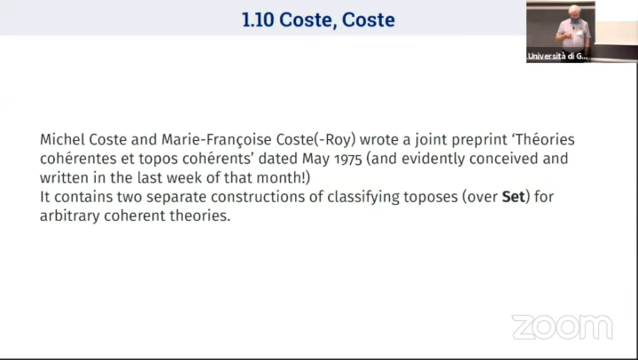 1.10 Coste, Coste
Università di G...
Michel Coste and Marie-Françoise Coste(-Roy) wrote a joint preprint ‘Théories
cohérentes et topos cohérents’ dated May 1975 (and evidently conceived and
written in the last week of that month!)
It contains two separate constructions of classifying toposes (over Set) for
arbitrary coherent theories.
zoom